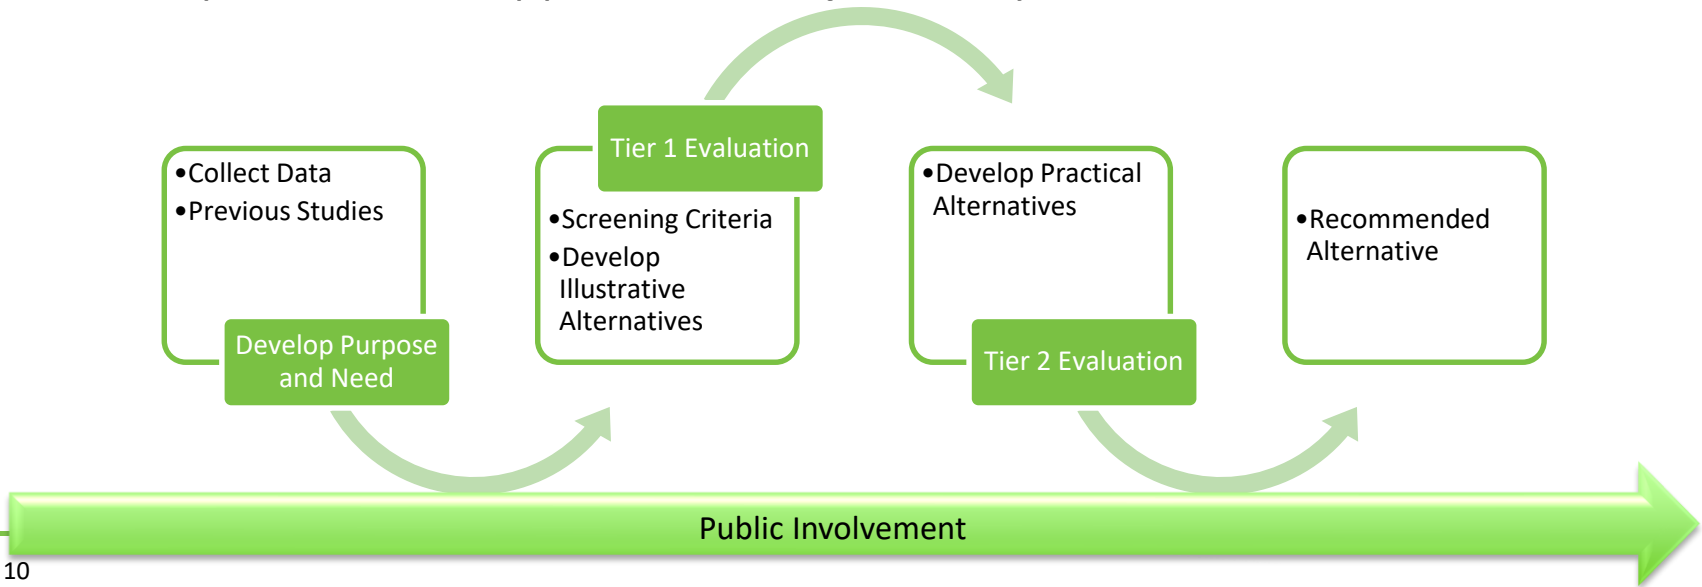 •Collect Data
•Previous Studies
Develop Purpose
and Need
Tier 1 Evaluation
•Screening Criteria
•Develop
Illustrative
Alternatives
•Develop Practical
Alternatives
Tier 2 Evaluation
•Recommended
Alternative
Public Involvement
10